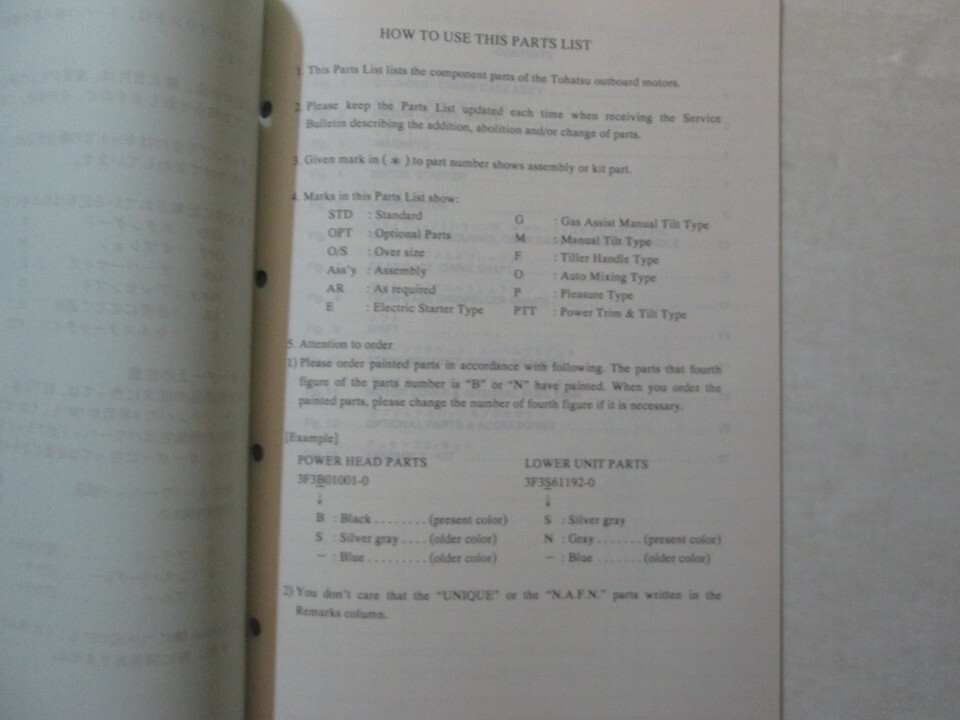 HOW TO USE THIS PARTS LIST
1. This Parts List lists the component parts of the Tohatsu outboard motors.
2. Please keep the Parts List updated each time when receiving the Service
Bulletin describing the addition, abolition and/or change of parts.
3. Given mark in ( * ) to part number shows assembly or kit part.
4. Marks in this Parts List show:
STD : Standard G : Gas Assist Manual Tilt Type
OPT : Optional Parts M : Manual Tilt Type
O/S : Over size F : Tiller Handle Type
Ass'y : Assembly O : Auto Mixing Type
AR : As required P : Pleasure Type
E : Electric Starter Type PTT : Power Trim & Tilt Type
5. Attention to order
1) Please order painted parts in accordance with following. The parts that fourth
figure of the parts number is "B" or "N" have painted. When you order the
painted parts, please change the number of fourth figure if it is necessary.
[Example]
POWER HEAD PARTS LOWER UNIT PARTS
3F3B01001-0 3F3S61192-0
↓ ↓
B : Black ........ (present color) S : Silver gray
S : Silver gray .... (older color) N : Gray ....... (present color)
− : Blue ......... (older color) − : Blue ....... (older color)
2) You don't care that the "UNIQUE" or the "N.A.F.N." parts written in the
Remarks column.